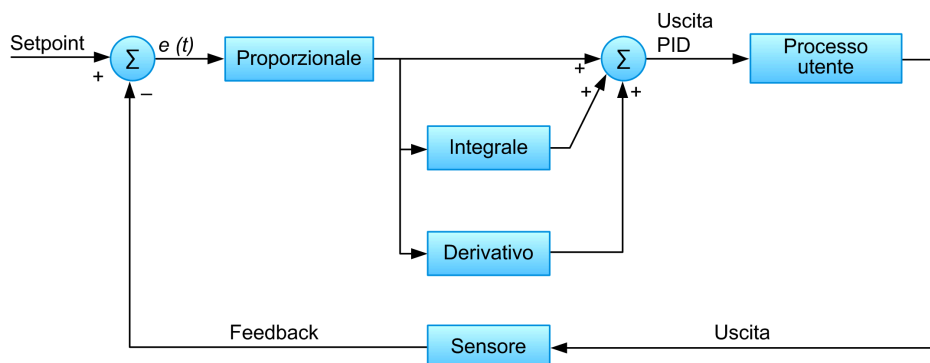 Setpoint
+
Σ
–
e (t)
Proporzionale
+
+
+
Σ
Uscita
PID
Processo
utente
Integrale
Derivativo
Feedback
Sensore
Uscita